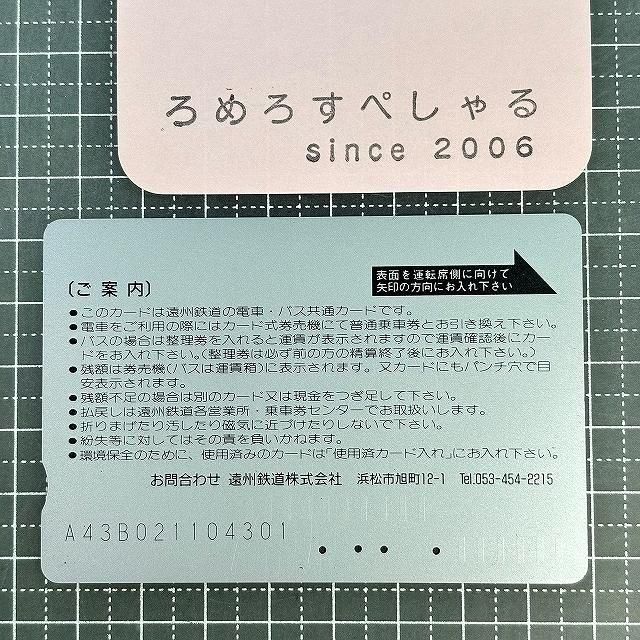 ろめろすぺしゃる
since 2006
表面を運転席側に向けて
矢印の方向にお入れ下さい
〔ご案内〕
●このカードは遠州鉄道の電車・バス共通カードです。
●電車をご利用の際にはカード式券売機にて普通乗車券とお引き換え下さい。
●バスの場合は整理券を入れると運賃が表示されますので運賃確認後にカー
ドをお入れ下さい。(整理券は必ず前の方の精算終了後にお入れ下さい。)
●残額は券売機(バスは運賃箱)に表示されます。又カードにもパンチ穴で目
安表示されます。
●残額不足の場合は別のカード又は現金をつぎ足して下さい。
●払戻しは遠州鉄道各営業所・乗車券センターでお取扱いします。
●折りまげたり汚したり磁気に近づけたりしないで下さい。
●紛失等に対してはその責を負いかねます。
●環境保全のために、使用済みのカードは「使用済カード入れ」にお入れ下さい。
お問合わせ 遠州鉄道株式会社 浜松市旭町12-1 Tel.053-454-2215
A43B021104301